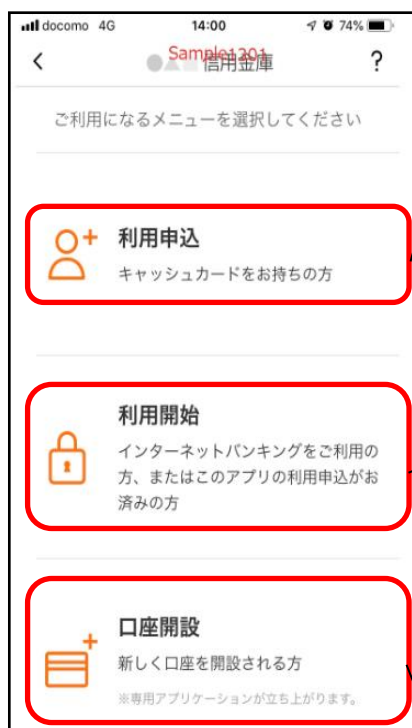 docomo 4G 14:00 74%
Sample1201
●▲■信用金庫 ?
ご利用になるメニューを選択してください
利用申込
キャッシュカードをお持ちの方
利用開始
インターネットバンキングをご利用の
方、またはこのアプリの利用申込がお
済みの方
口座開設
新しく口座を開設される方
※専用アプリケーションが立ち上がります。